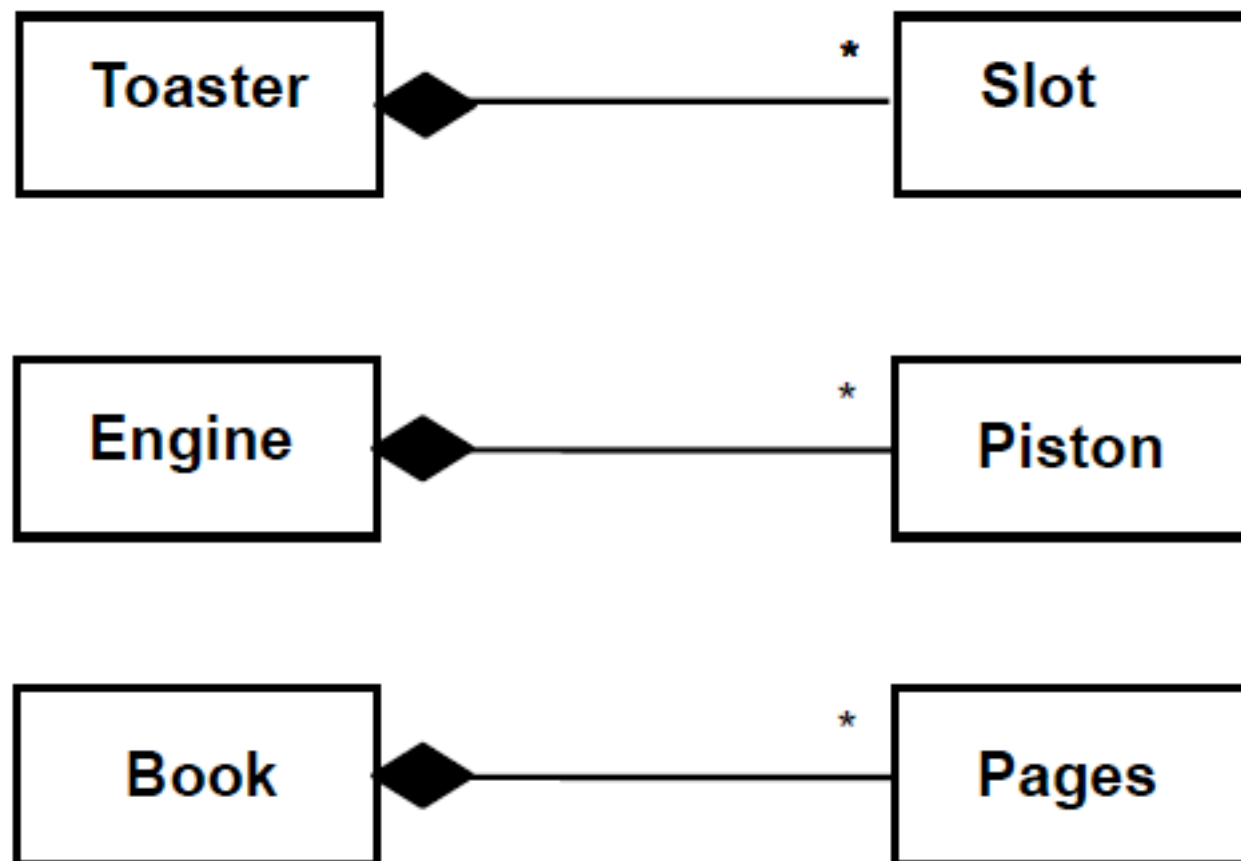 Toaster
*
Slot
Engine
*
Piston
Book
*
Pages